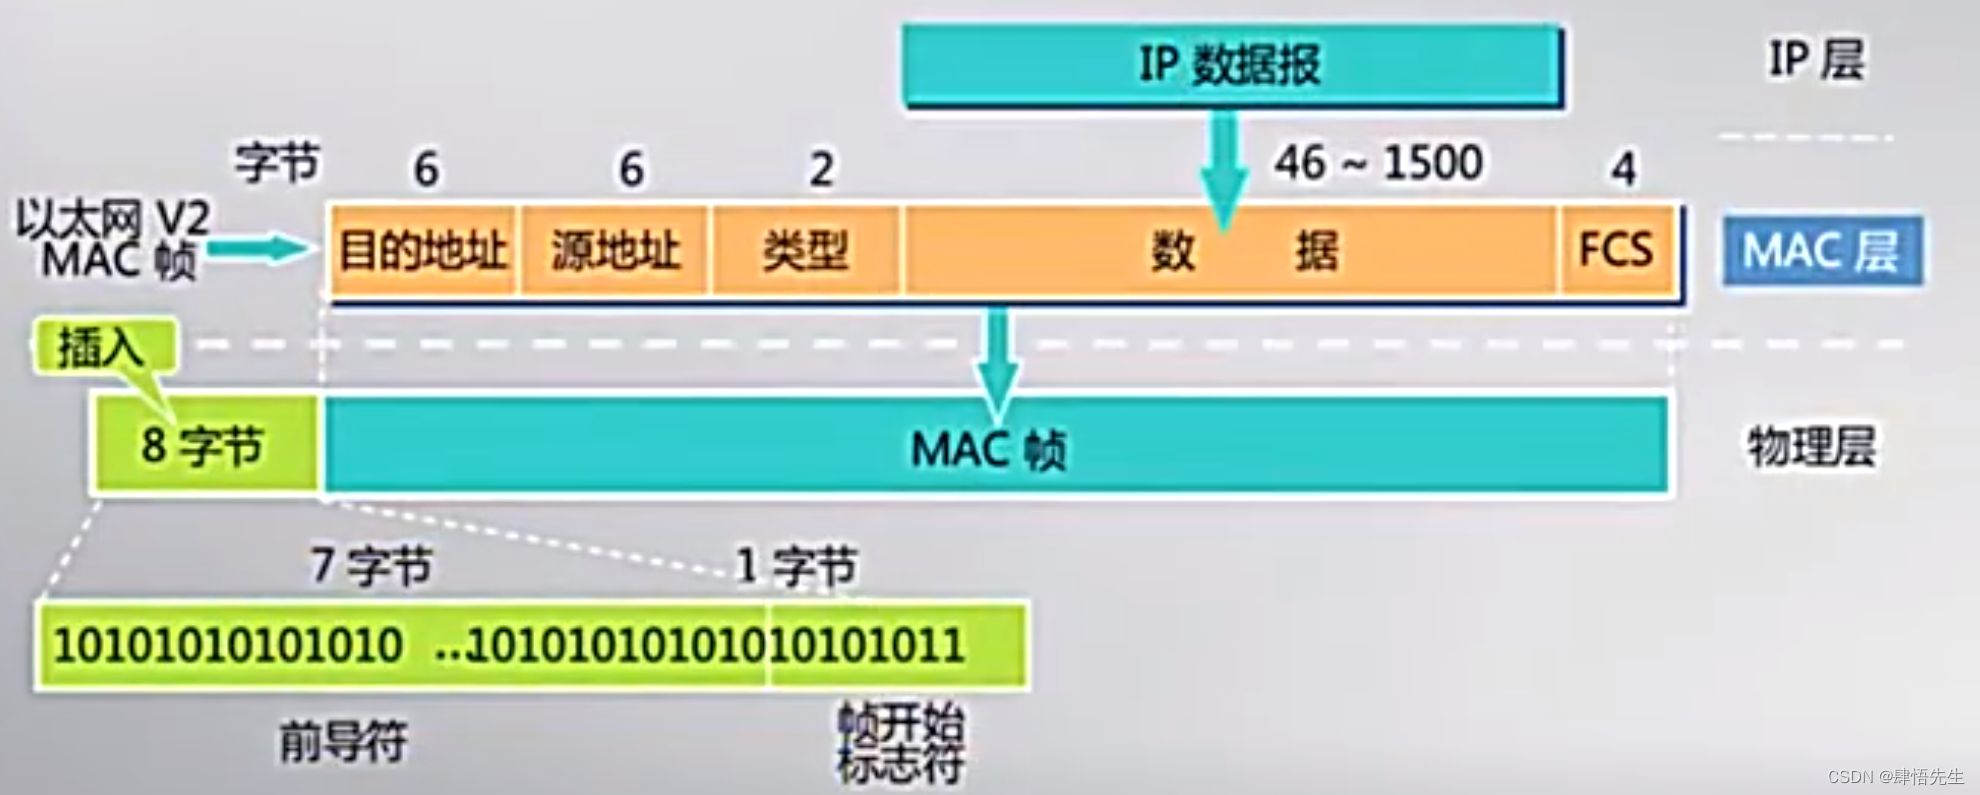 IP 数据报
IP 层
字节 6 6 2 46 ~ 1500 4
以太网 V2
MAC 帧
目的地址 源地址 类型 数 据 FCS
MAC 层
插入
8 字节 MAC 帧
物理层
7 字节 1 字节
10101010101010 ...10101010101010101011
前导符
帧开始
标志符
CSDN @肆悟先生